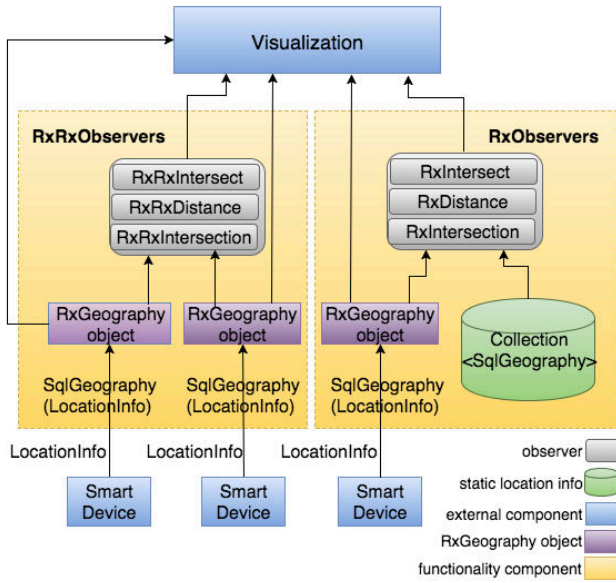 Visualization
RxRxObservers
RxRxIntersect
RxRxDistance
RxRxIntersection
RxObservers
RxIntersect
RxDistance
RxIntersection
RxGeography
object
RxGeography
object
RxGeography
object
Collection
<SqlGeography>
SqlGeography
(LocationInfo)
SqlGeography
(LocationInfo)
SqlGeography
(LocationInfo)
LocationInfo
LocationInfo
LocationInfo
Smart
Device
Smart
Device
Smart
Device
observer
static location info
external component
RxGeography object
functionality component